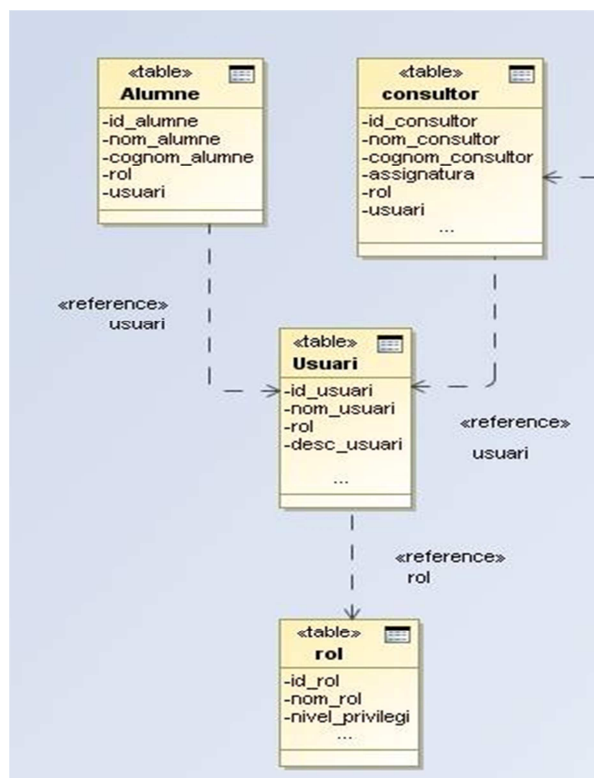 «table»
Alumne
-id_alumne
-nom_alumne
-cognom_alumne
-rol
-usuari
«table»
consultor
-id_consultor
-nom_consultor
-cognom_consultor
-assignatura
-rol
-usuari
...
«reference»
usuari
«table»
Usuari
-id_usuari
-nom_usuari
-rol
-desc_usuari
...
«reference»
usuari
«reference»
rol
«table»
rol
-id_rol
-nom_rol
-nivel_privilegi
...